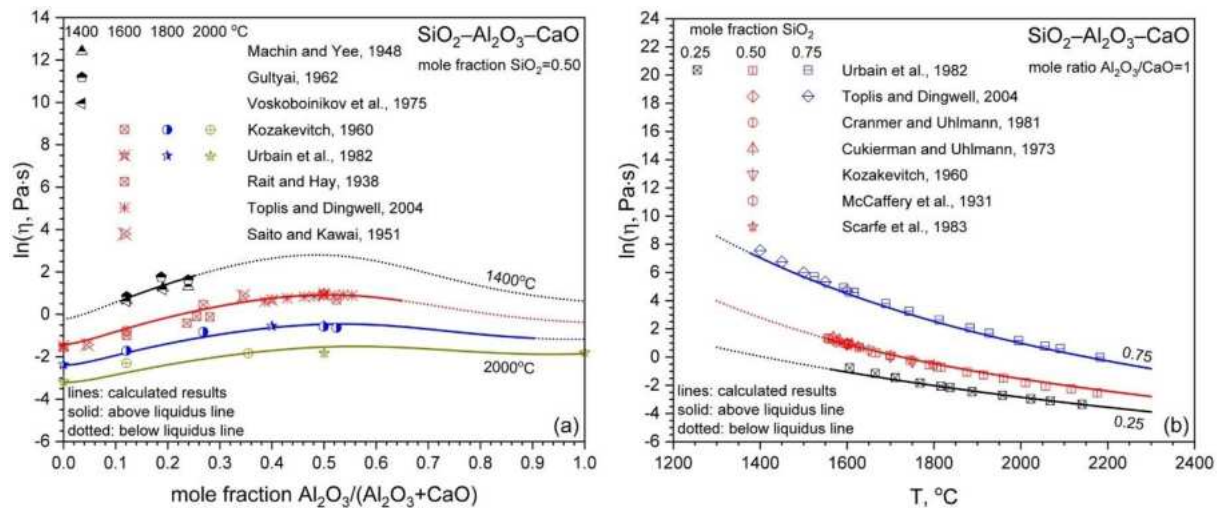 1400 1600 1800 2000 °C
SiO₂–Al₂O₃–CaO
mole fraction SiO₂=0.50
Machin and Yee, 1948
Gultyai, 1962
Voskoboinikov et al., 1975
Kozakevitch, 1960
Urbain et al., 1982
Rait and Hay, 1938
Toplis and Dingwell, 2004
Saito and Kawai, 1951
14
12
10
8
6
4
2
0
-2
-4
-6
ln(η, Pa·s)
1400°C
2000°C
lines: calculated results
solid: above liquidus line
dotted: below liquidus line
(a)
0.0 0.1 0.2 0.3 0.4 0.5 0.6 0.7 0.8 0.9 1.0
mole fraction Al₂O₃/(Al₂O₃+CaO)
mole fraction SiO₂
0.25 0.50 0.75
SiO₂–Al₂O₃–CaO
mole ratio Al₂O₃/CaO=1
Urbain et al., 1982
Toplis and Dingwell, 2004
Cranmer and Uhlmann, 1981
Cukierman and Uhlmann, 1973
Kozakevitch, 1960
McCaffery et al., 1931
Scarfe et al., 1983
24
22
20
18
16
14
12
10
8
6
4
2
0
-2
-4
-6
ln(η, Pa·s)
0.75
0.25
lines: calculated results
solid: above liquidus line
dotted: below liquidus line
(b)
1200 1400 1600 1800 2000 2200 2400
T, °C